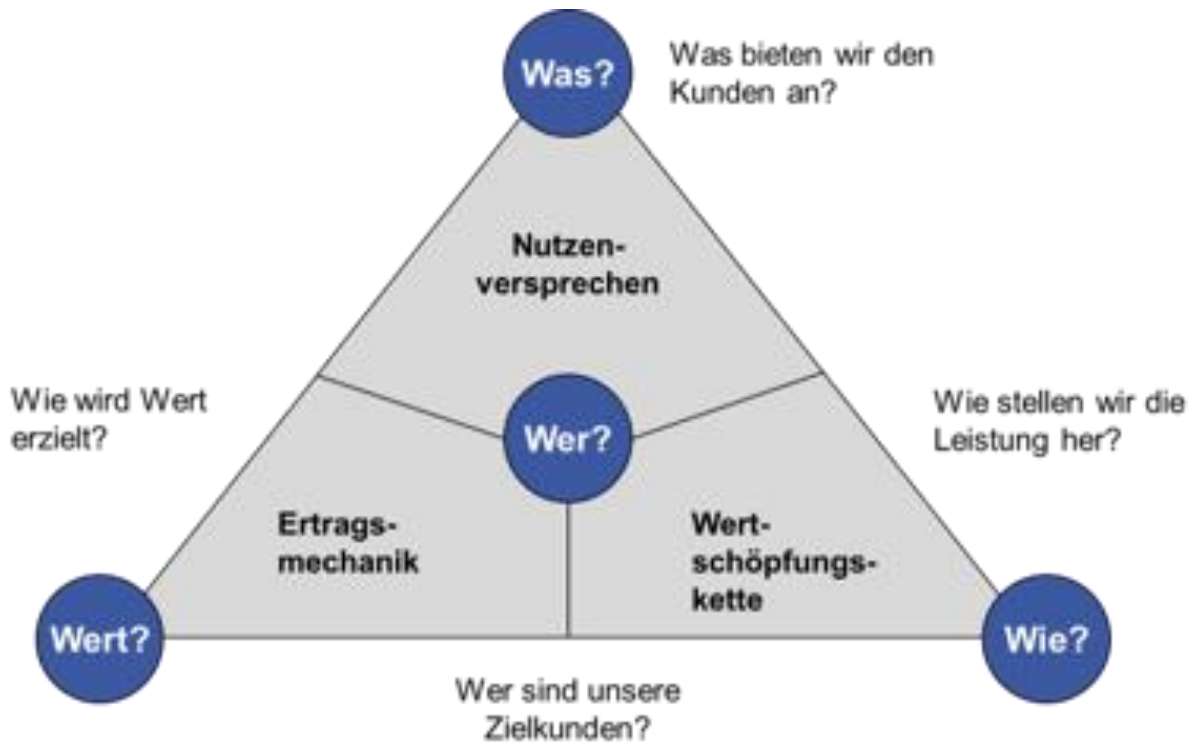 Was?
Was bieten wir den
Kunden an?
Nutzen-
versprechen
Wie wird Wert
erzielt?
Wer?
Wie stellen wir die
Leistung her?
Ertrags-
mechanik
Wert-
schöpfungs-
kette
Wert?
Wie?
Wer sind unsere
Zielkunden?